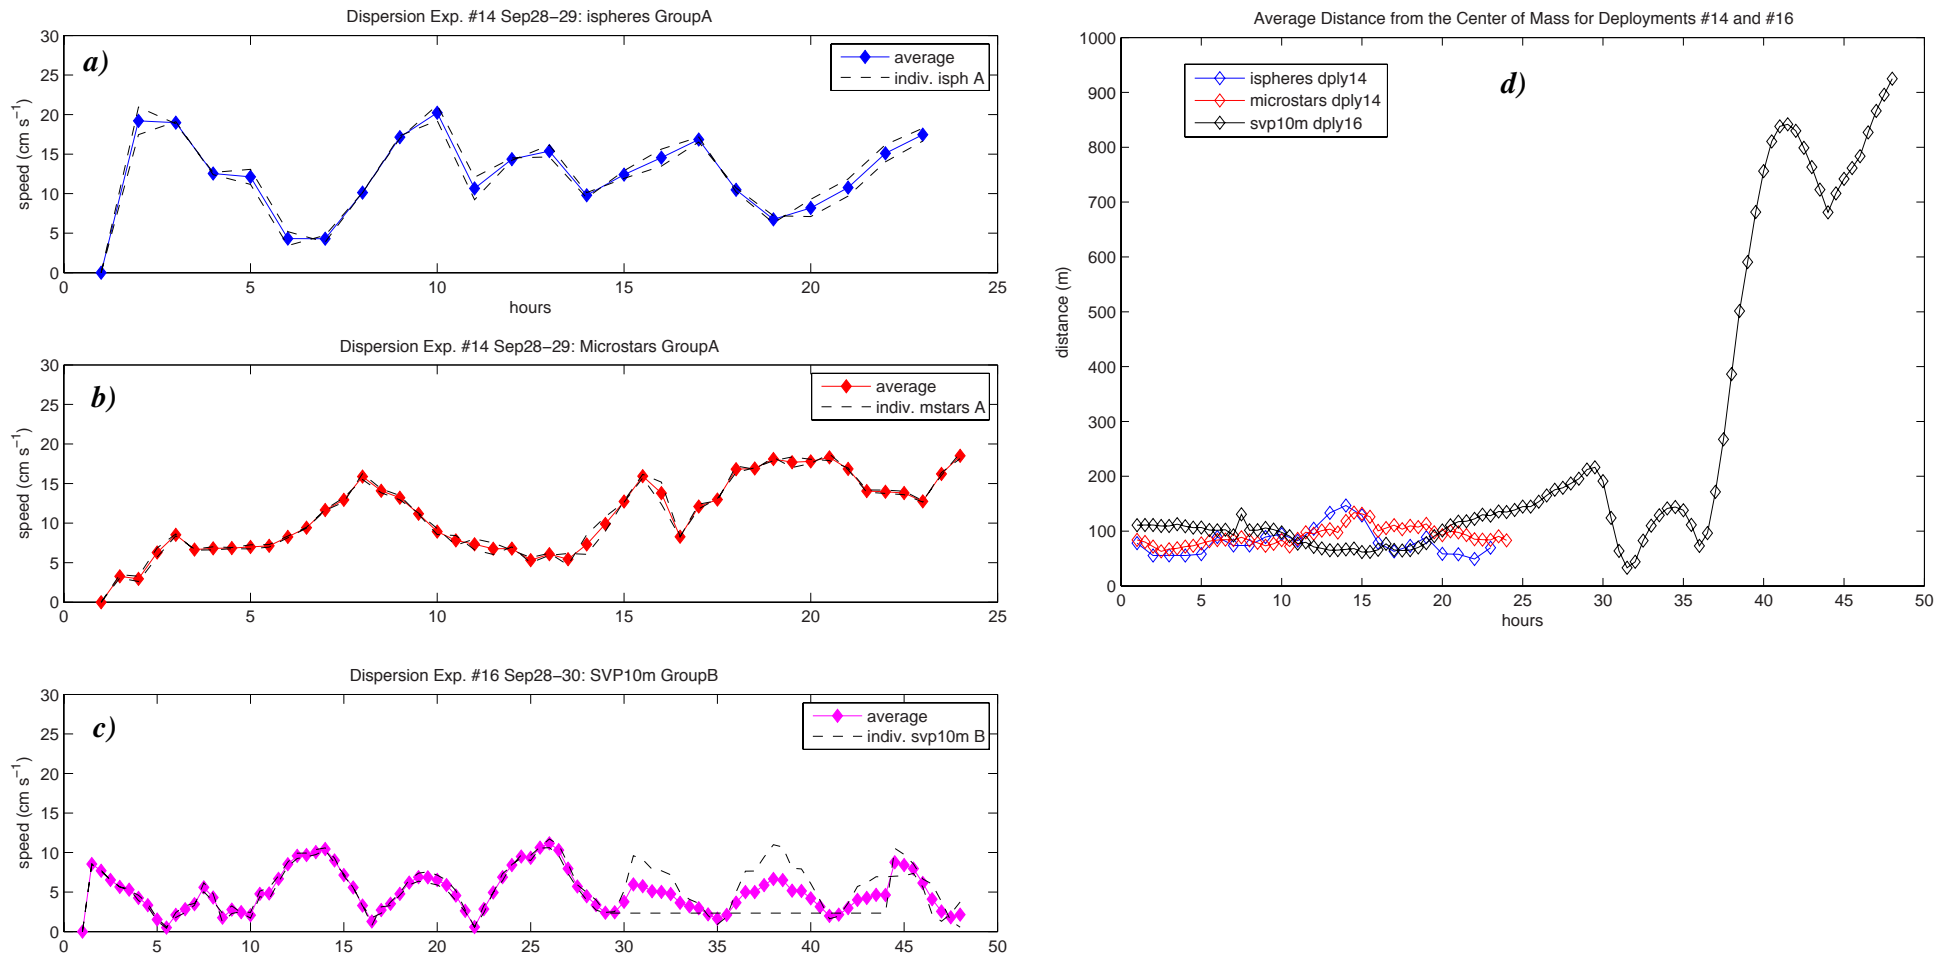 Dispersion Exp. #14 Sep28−29: ispheres GroupA
a)
average
indiv. isph A
speed (cm s−1)
30
25
20
15
10
5
0
0 5 10 15 20 25
hours
Dispersion Exp. #14 Sep28−29: Microstars GroupA
b)
average
indiv. mstars A
speed (cm s−1)
30
25
20
15
10
5
0
0 5 10 15 20 25
Dispersion Exp. #16 Sep28−30: SVP10m GroupB
c)
average
indiv. svp10m B
speed (cm s−1)
30
25
20
15
10
5
0
0 5 10 15 20 25 30 35 40 45 50
Average Distance from the Center of Mass for Deployments #14 and #16
d)
ispheres dply14
microstars dply14
svp10m dply16
distance (m)
1000
900
800
700
600
500
400
300
200
100
0
0 5 10 15 20 25 30 35 40 45 50
hours